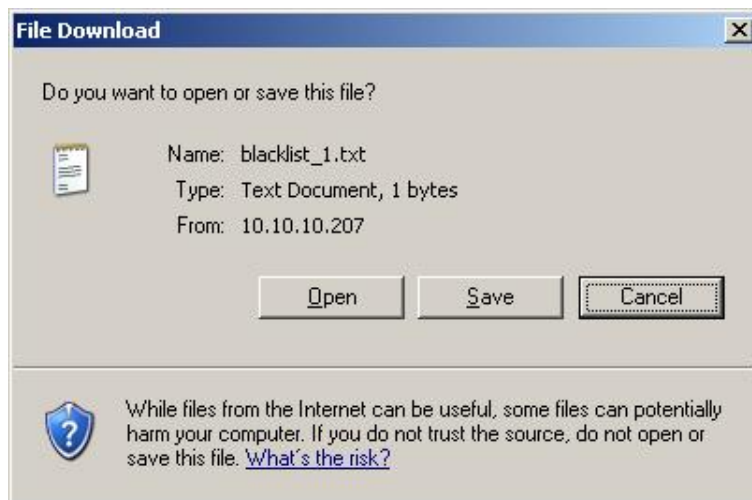 File Download
Do you want to open or save this file?
Name: blacklist_1.txt
Type: Text Document, 1 bytes
From: 10.10.10.207
Open Save Cancel
While files from the Internet can be useful, some files can potentially
harm your computer. If you do not trust the source, do not open or
save this file. What's the risk?